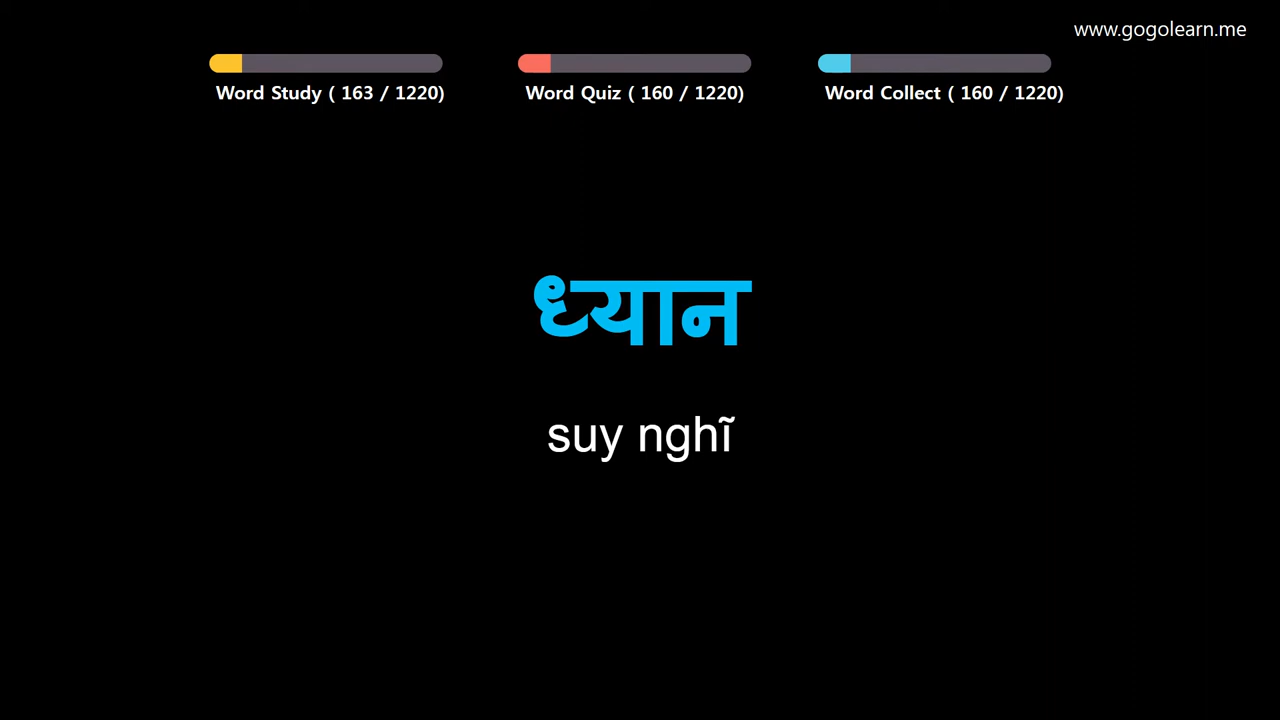 www.gogolearn.me
Word Study ( 163 / 1220)
Word Quiz ( 160 / 1220)
Word Collect ( 160 / 1220)
ध्यान
suy nghĩ